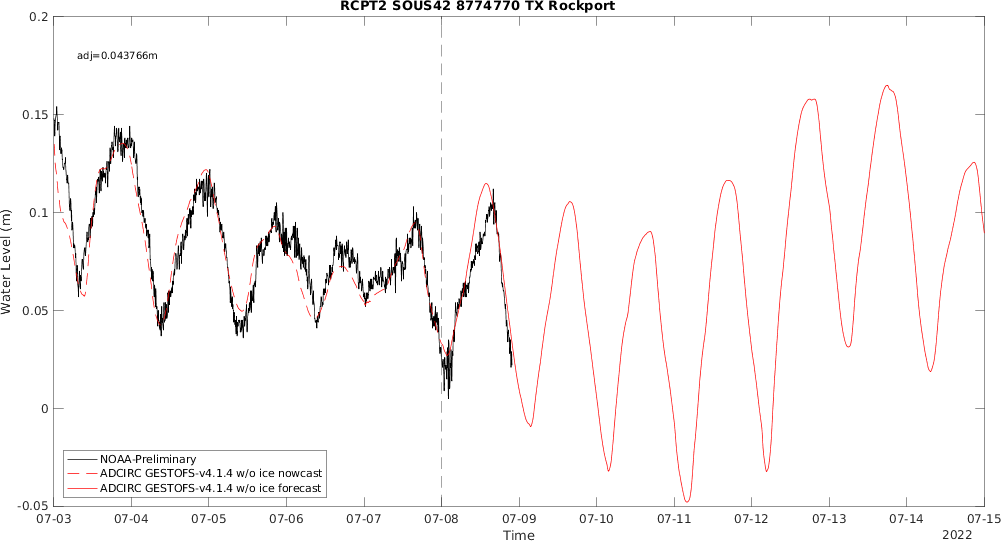 RCPT2 SOUS42 8774770 TX Rockport
adj=0.043766m
Water Level (m)
0.2
0.15
0.1
0.05
0
-0.05
NOAA-Preliminary
ADCIRC GESTOFS-v4.1.4 w/o ice nowcast
ADCIRC GESTOFS-v4.1.4 w/o ice forecast
07-03 07-04 07-05 07-06 07-07 07-08 07-09 07-10 07-11 07-12 07-13 07-14 07-15
Time
2022